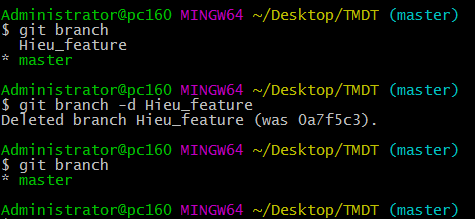 Administrator@pc160 MINGW64 ~/Desktop/TMDT (master)
$ git branch
  Hieu_feature
* master
Administrator@pc160 MINGW64 ~/Desktop/TMDT (master)
$ git branch -d Hieu_feature
Deleted branch Hieu_feature (was 0a7f5c3).
Administrator@pc160 MINGW64 ~/Desktop/TMDT (master)
$ git branch
* master
Administrator@pc160 MINGW64 ~/Desktop/TMDT (master)